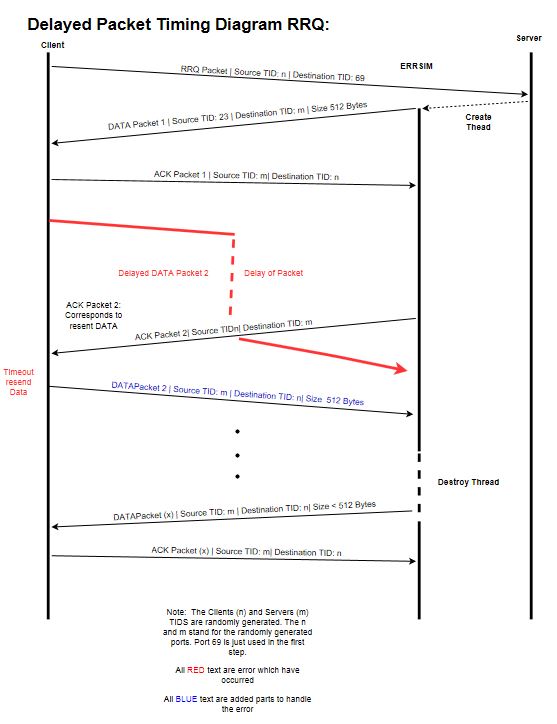 Delayed Packet Timing Diagram RRQ:
Client
Server
RRQ Packet | Source TID: n | Destination TID: 69
ERRSIM
DATA Packet 1 | Source TID: 23 | Destination TID: m | Size 512 Bytes
Create
Thead
ACK Packet 1 | Source TID: m| Destination TID: n
Delayed DATA Packet 2
Delay of Packet
ACK Packet 2:
Corresponds to
resent DATA
ACK Packet 2| Source TIDn| Destination TID: m
Timeout
resend
Data
DATAPacket 2 | Source TID: m | Destination TID: n| Size 512 Bytes
Destroy Thread
DATAPacket (x) | Source TID: m | Destination TID: n| Size < 512 Bytes
ACK Packet (x) | Source TID: m| Destination TID: n
Note: The Clients (n) and Servers (m)
TIDS are randomly generated. The n
and m stand for the randomly generated
ports. Port 69 is just used in the first
step.
All RED text are error which have
occurred
All BLUE text are added parts to handle
the error